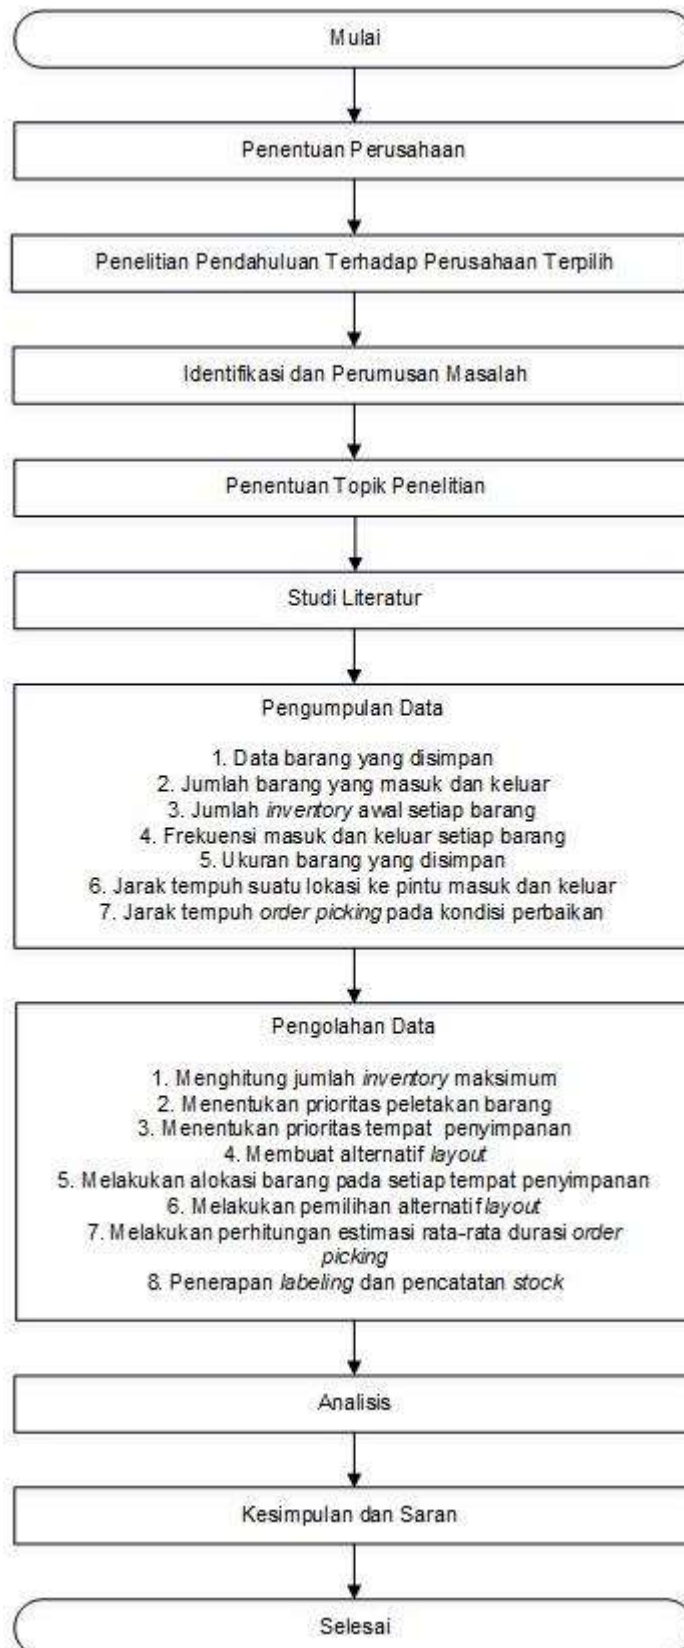 Mulai
Penentuan Perusahaan
Penelitian Pendahuluan Terhadap Perusahaan Terpilih
Identifikasi dan Perumusan Masalah
Penentuan Topik Penelitian
Studi Literatur
Pengumpulan Data
1. Data barang yang disimpan
2. Jumlah barang yang masuk dan keluar
3. Jumlah inventory awal setiap barang
4. Frekuensi masuk dan keluar setiap barang
5. Ukuran barang yang disimpan
6. Jarak tempuh suatu lokasi ke pintu masuk dan keluar
7. Jarak tempuh order picking pada kondisi perbaikan
Pengolahan Data
1. Menghitung jumlah inventory maksimum
2. Menentukan prioritas peletakan barang
3. Menentukan prioritas tempat penyimpanan
4. Membuat alternatif layout
5. Melakukan alokasi barang pada setiap tempat penyimpanan
6. Melakukan pemilihan alternatif layout
7. Melakukan perhitungan estimasi rata-rata durasi order
picking
8. Penerapan labeling dan pencatatan stock
Analisis
Kesimpulan dan Saran
Selesai